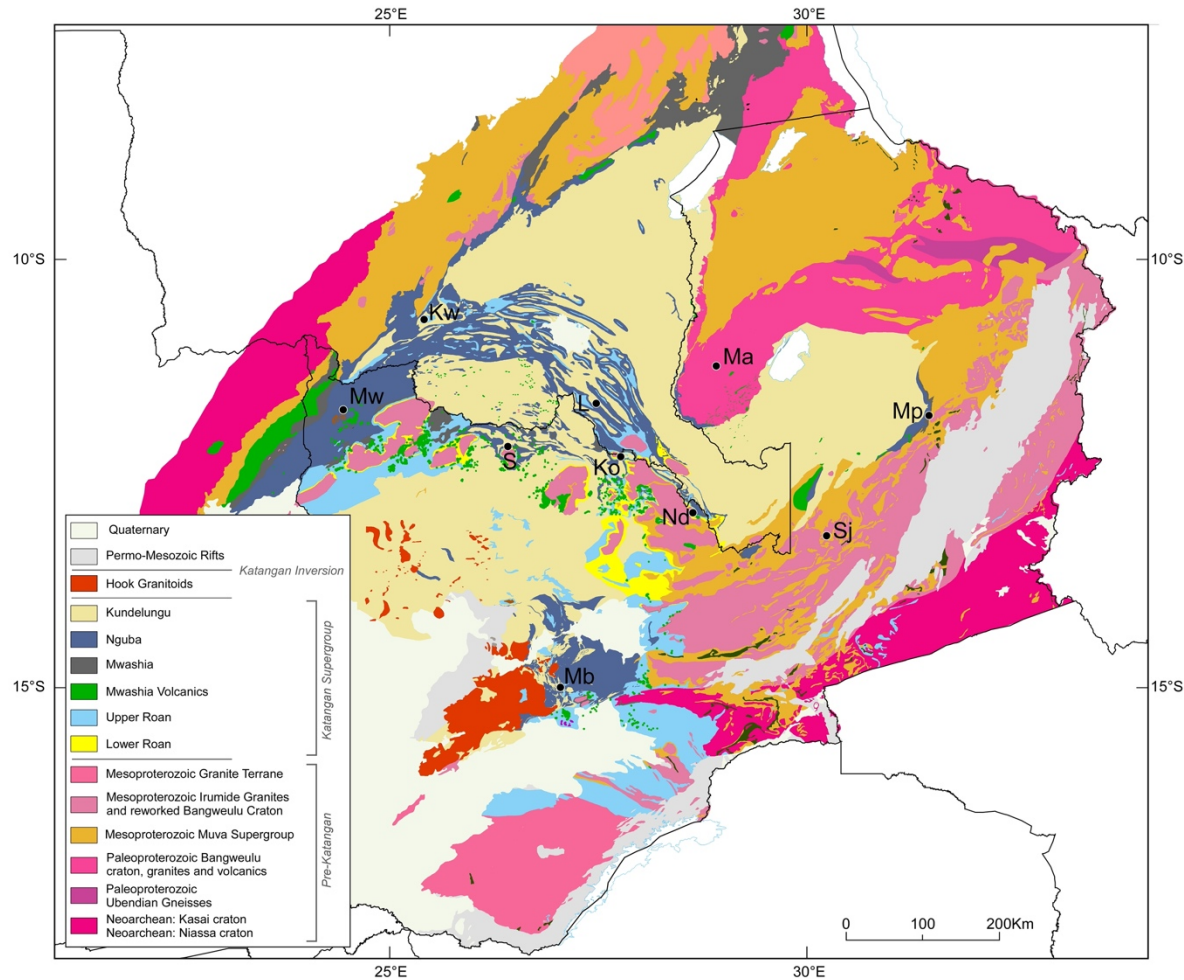 25°E
30°E
10°S
10°S
Kw
Ma
Mw
L
Mp
S
Ko
Nd
Sj
Quaternary
Permo-Mesozoic Rifts
Katangan Inversion
Hook Granitoids
Kundelungu
Nguba
Mwashia
Mwashia Volcanics
Upper Roan
Lower Roan
Katangan Supergroup
Mesoproterozoic Granite Terrane
Mesoproterozoic Irumide Granites
and reworked Bangweulu Craton
Mesoproterozoic Muva Supergroup
Paleoproterozoic Bangweulu
craton, granites and volcanics
Paleoproterozoic
Ubendian Gneisses
Neoarchean: Kasai craton
Neoarchean: Niassa craton
Pre-Katangan
Mb
15°S
15°S
0 100 200Km
25°E
30°E